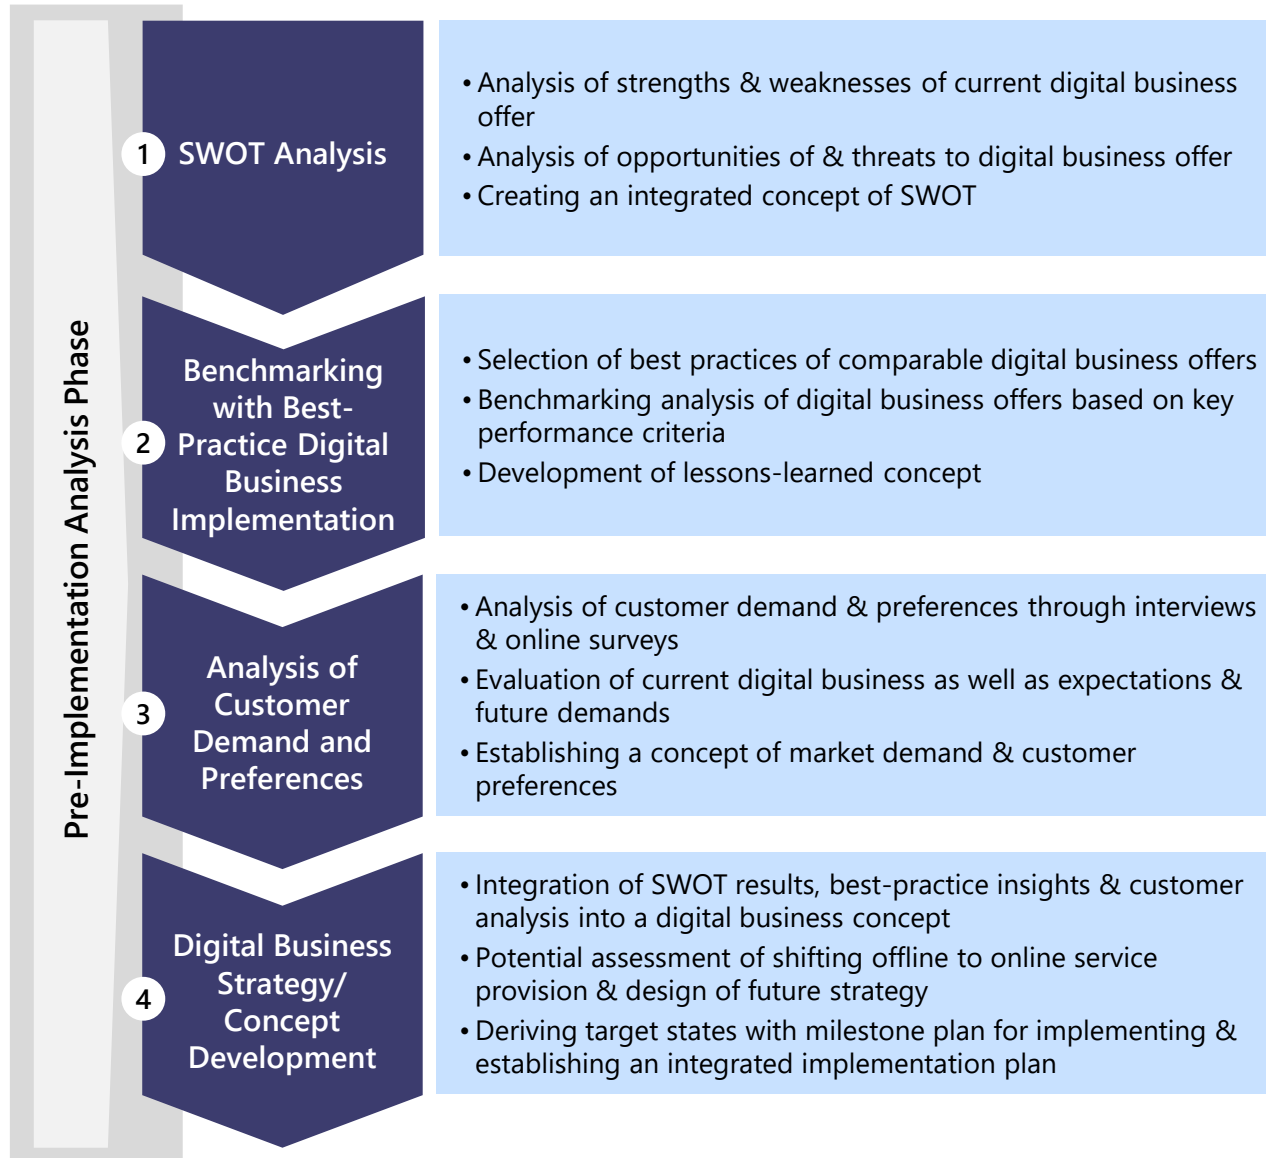 Pre-Implementation Analysis Phase
1
SWOT Analysis
• Analysis of strengths & weaknesses of current digital business
offer
• Analysis of opportunities of & threats to digital business offer
• Creating an integrated concept of SWOT
2
Benchmarking
with Best-
Practice Digital
Business
Implementation
• Selection of best practices of comparable digital business offers
• Benchmarking analysis of digital business offers based on key
performance criteria
• Development of lessons-learned concept
3
Analysis of
Customer
Demand and
Preferences
• Analysis of customer demand & preferences through interviews
& online surveys
• Evaluation of current digital business as well as expectations &
future demands
• Establishing a concept of market demand & customer
preferences
4
Digital Business
Strategy/
Concept
Development
• Integration of SWOT results, best-practice insights & customer
analysis into a digital business concept
• Potential assessment of shifting offline to online service
provision & design of future strategy
• Deriving target states with milestone plan for implementing &
establishing an integrated implementation plan